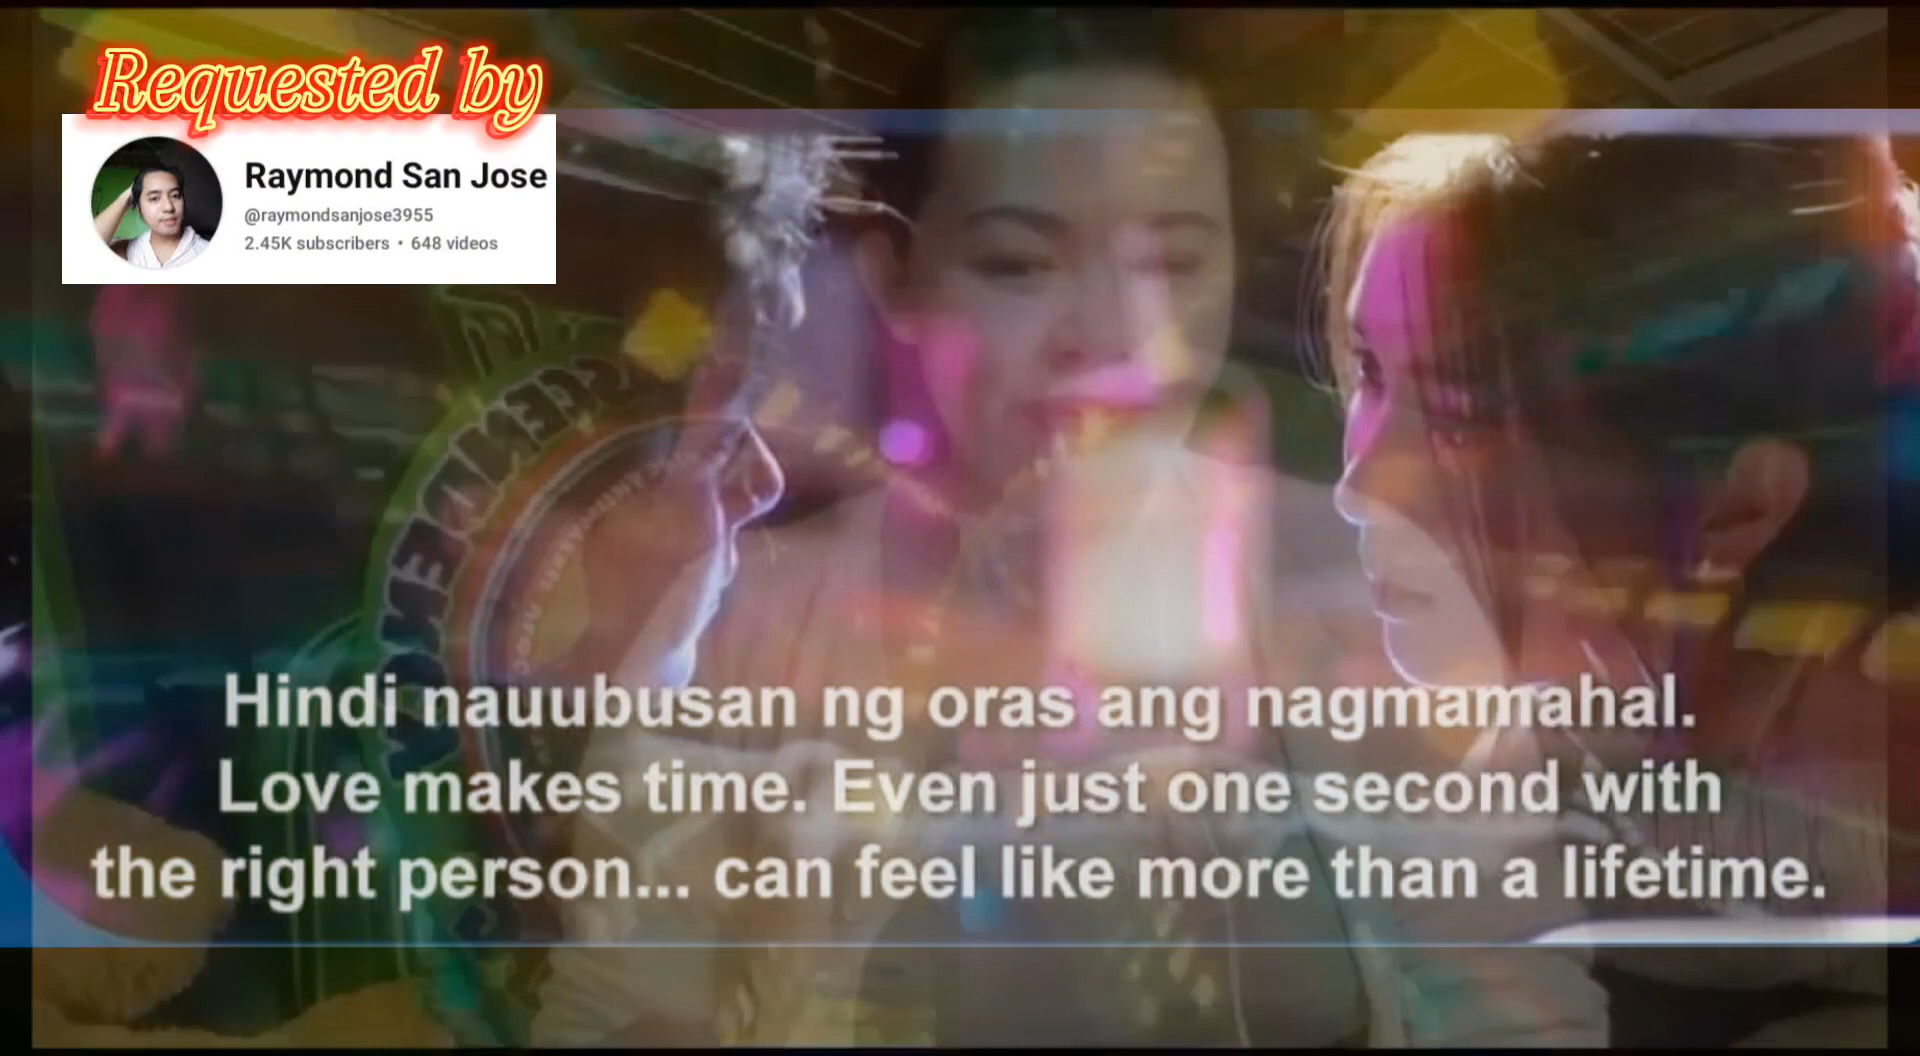 Requested by
Raymond San Jose
@raymondsanjose3955
2.45K subscribers • 648 videos
Hindi nauubusan ng oras ang nagmamahal.
Love makes time. Even just one second with
the right person... can feel like more than a lifetime.